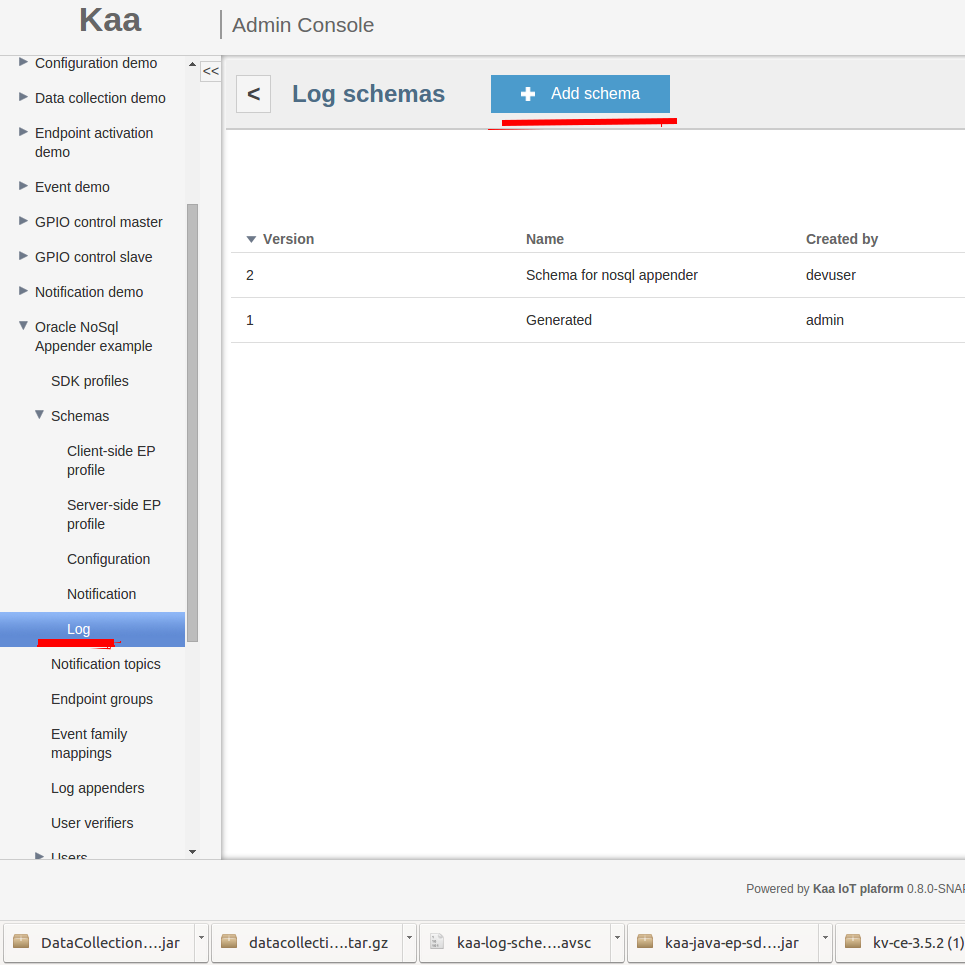 Kaa
Admin Console
Configuration demo
Data collection demo
Endpoint activation
demo
Event demo
GPIO control master
GPIO control slave
Notification demo
Oracle NoSql
Appender example
SDK profiles
Schemas
Client-side EP
profile
Server-side EP
profile
Configuration
Notification
Log
Notification topics
Endpoint groups
Event family
mappings
Log appenders
User verifiers
Users
<<
< Log schemas
Add schema
Version Name Created by
2 Schema for nosql appender devuser
1 Generated admin
Powered by Kaa IoT plaform 0.8.0-SNA
DataCollection....jar
datacollecti....tar.gz
kaa-log-sche....avsc
kaa-java-ep-sd....jar
kv-ce-3.5.2 (1)